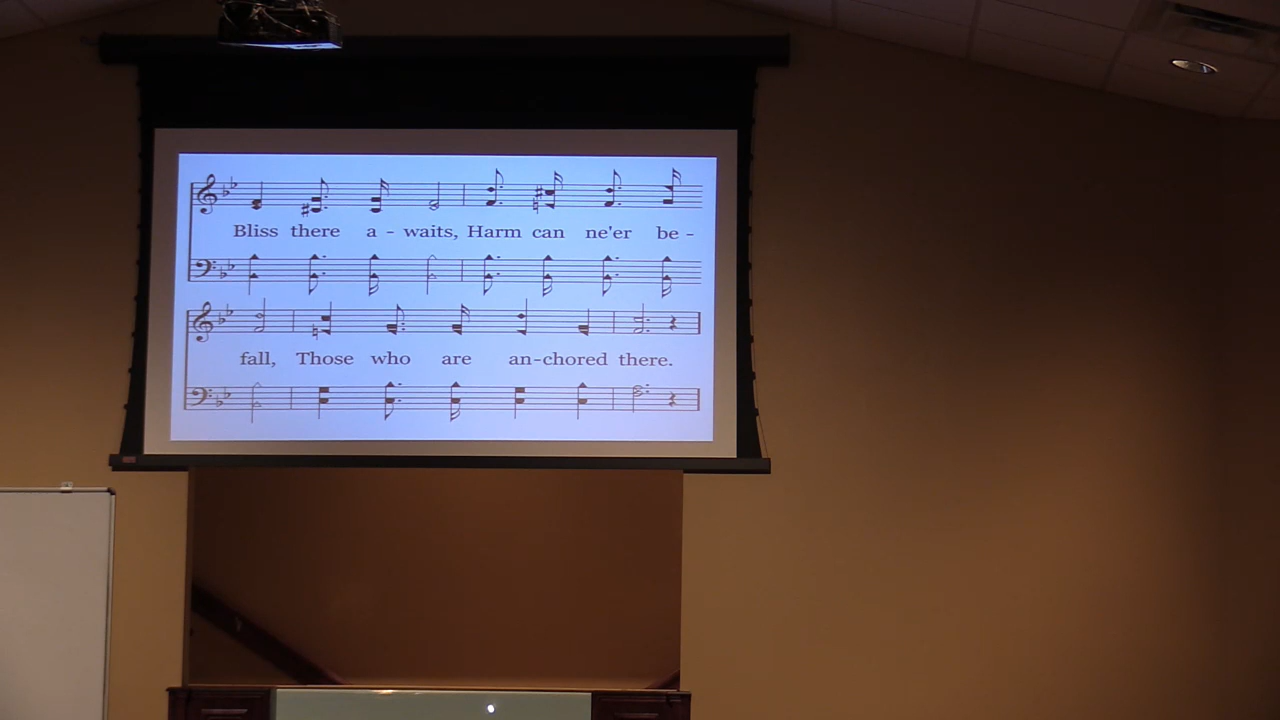 Bliss there a - waits, Harm can ne'er be -
fall, Those who are an-chored there.